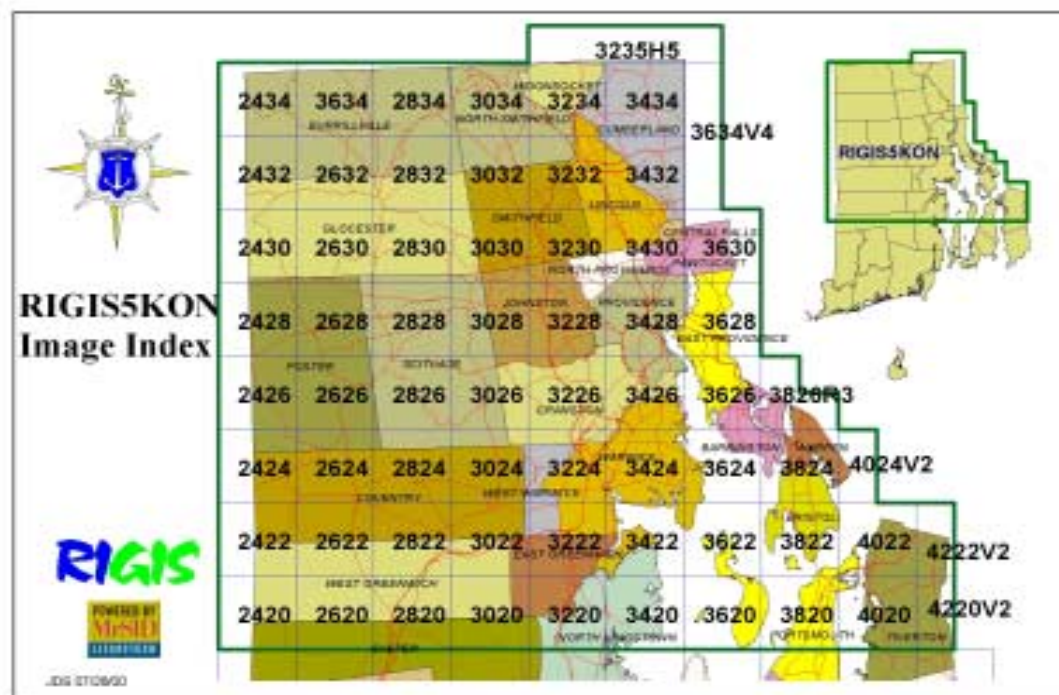 3235H5
WOONSOCKET
2434 3634 2834 3034 3234 3434
BURRILLVILLE NORTH SMITHFIELD CUMBERLAND
3634V4
RIGIS5KON
2432 2632 2832 3032 3232 3432
LINCOLN
SMITHFIELD
GLOCESTER
CENTRAL FALLS
2430 2630 2830 3030 3230 3430 3630
PAWTUCKET
NORTH PROVIDENCE
RIGIS5KON
Image Index
JOHNSTON PROVIDENCE
2428 2628 2828 3028 3228 3428 3628
EAST PROVIDENCE
FOSTER SCITUATE
2426 2626 2826 3026 3226 3426 3626 3826H3
CRANSTON
BARRINGTON WARREN
WARWICK
2424 2624 2824 3024 3224 3424 3624 3824 4024V2
COVENTRY WEST WARWICK
BRISTOL
2422 2622 2822 3022 3222 3422 3622 3822 4022 4222V2
EAST GREENWICH
RIGIS
WEST GREENWICH
POWERED BY
MrSID
2420 2620 2820 3020 3220 3420 3620 3820 4020 4220V2
EXETER NORTH KINGSTOWN PORTSMOUTH TIVERTON